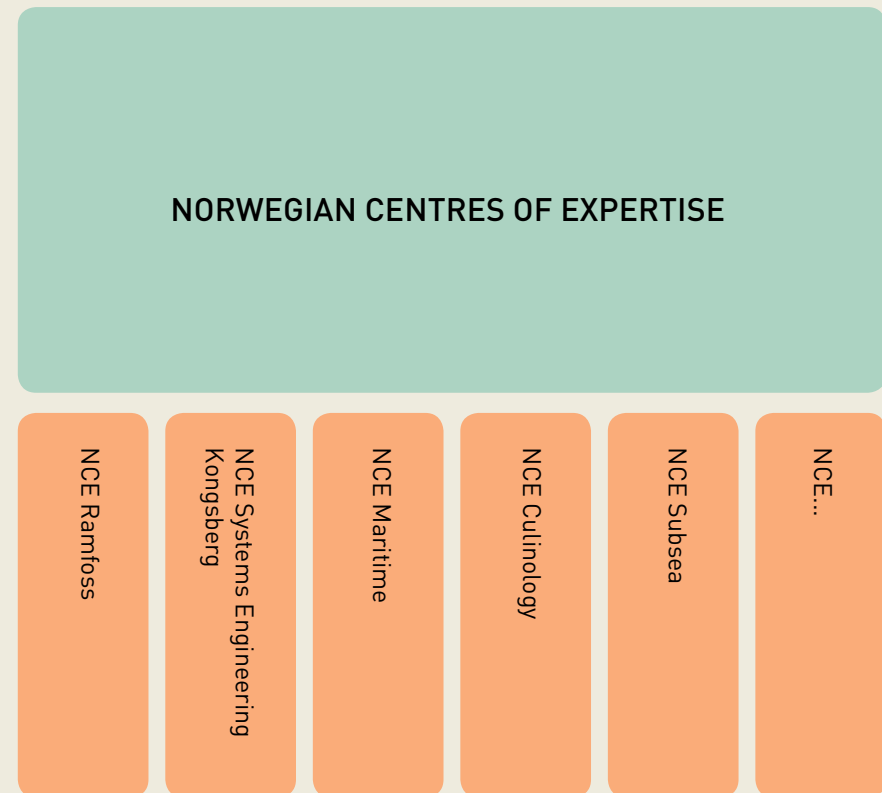 NORWEGIAN CENTRES OF EXPERTISE
NCE Ramfoss
NCE Systems Engineering
Kongsberg
NCE Maritime
NCE Culinology
NCE Subsea
NCE...